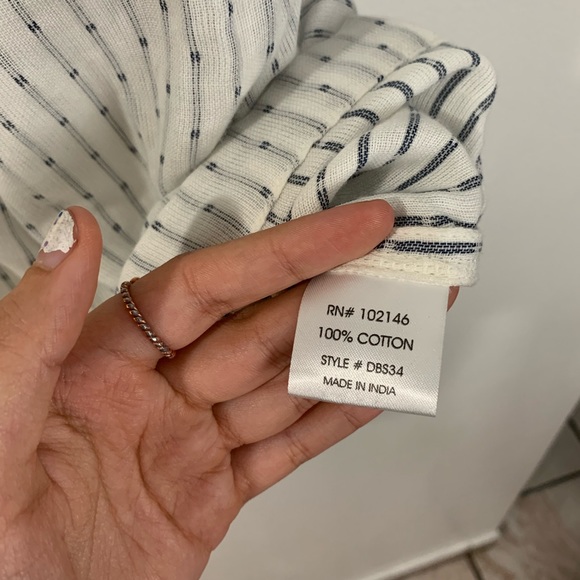 RN# 102146
100% COTTON
STYLE # DBS34
MADE IN INDIA